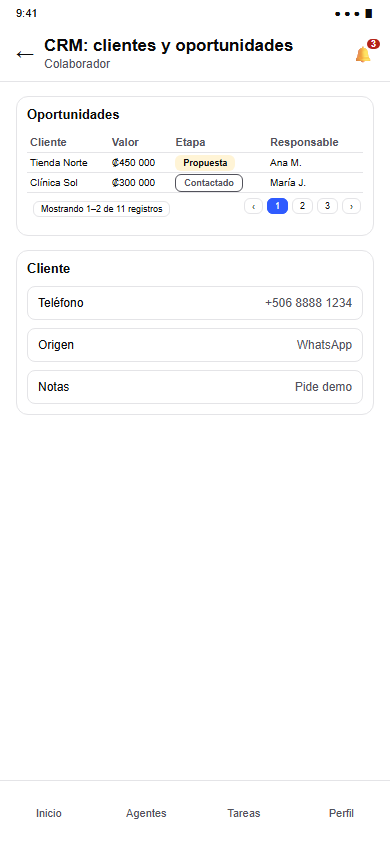 9:41
←
CRM: clientes y oportunidades
3
Colaborador
Oportunidades
Cliente Valor Etapa Responsable
Tienda Norte ₡450 000 Propuesta Ana M.
Clínica Sol ₡300 000 Contactado María J.
Mostrando 1–2 de 11 registros ‹ 1 2 3 ›
Cliente
Teléfono +506 8888 1234
Origen WhatsApp
Notas Pide demo
Inicio Agentes Tareas Perfil